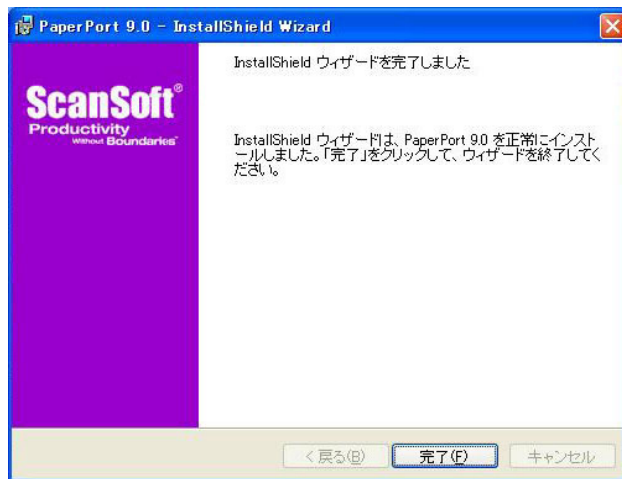 PaperPort 9.0 - InstallShield Wizard
InstallShield ウィザードを完了しました
ScanSoft®
Productivity
Without Boundaries™
InstallShield ウィザードは、PaperPort 9.0 を正常にインスト
ールしました。「完了」をクリックして、ウィザードを終了してく
ださい。
< 戻る(B)
完了(F)
キャンセル